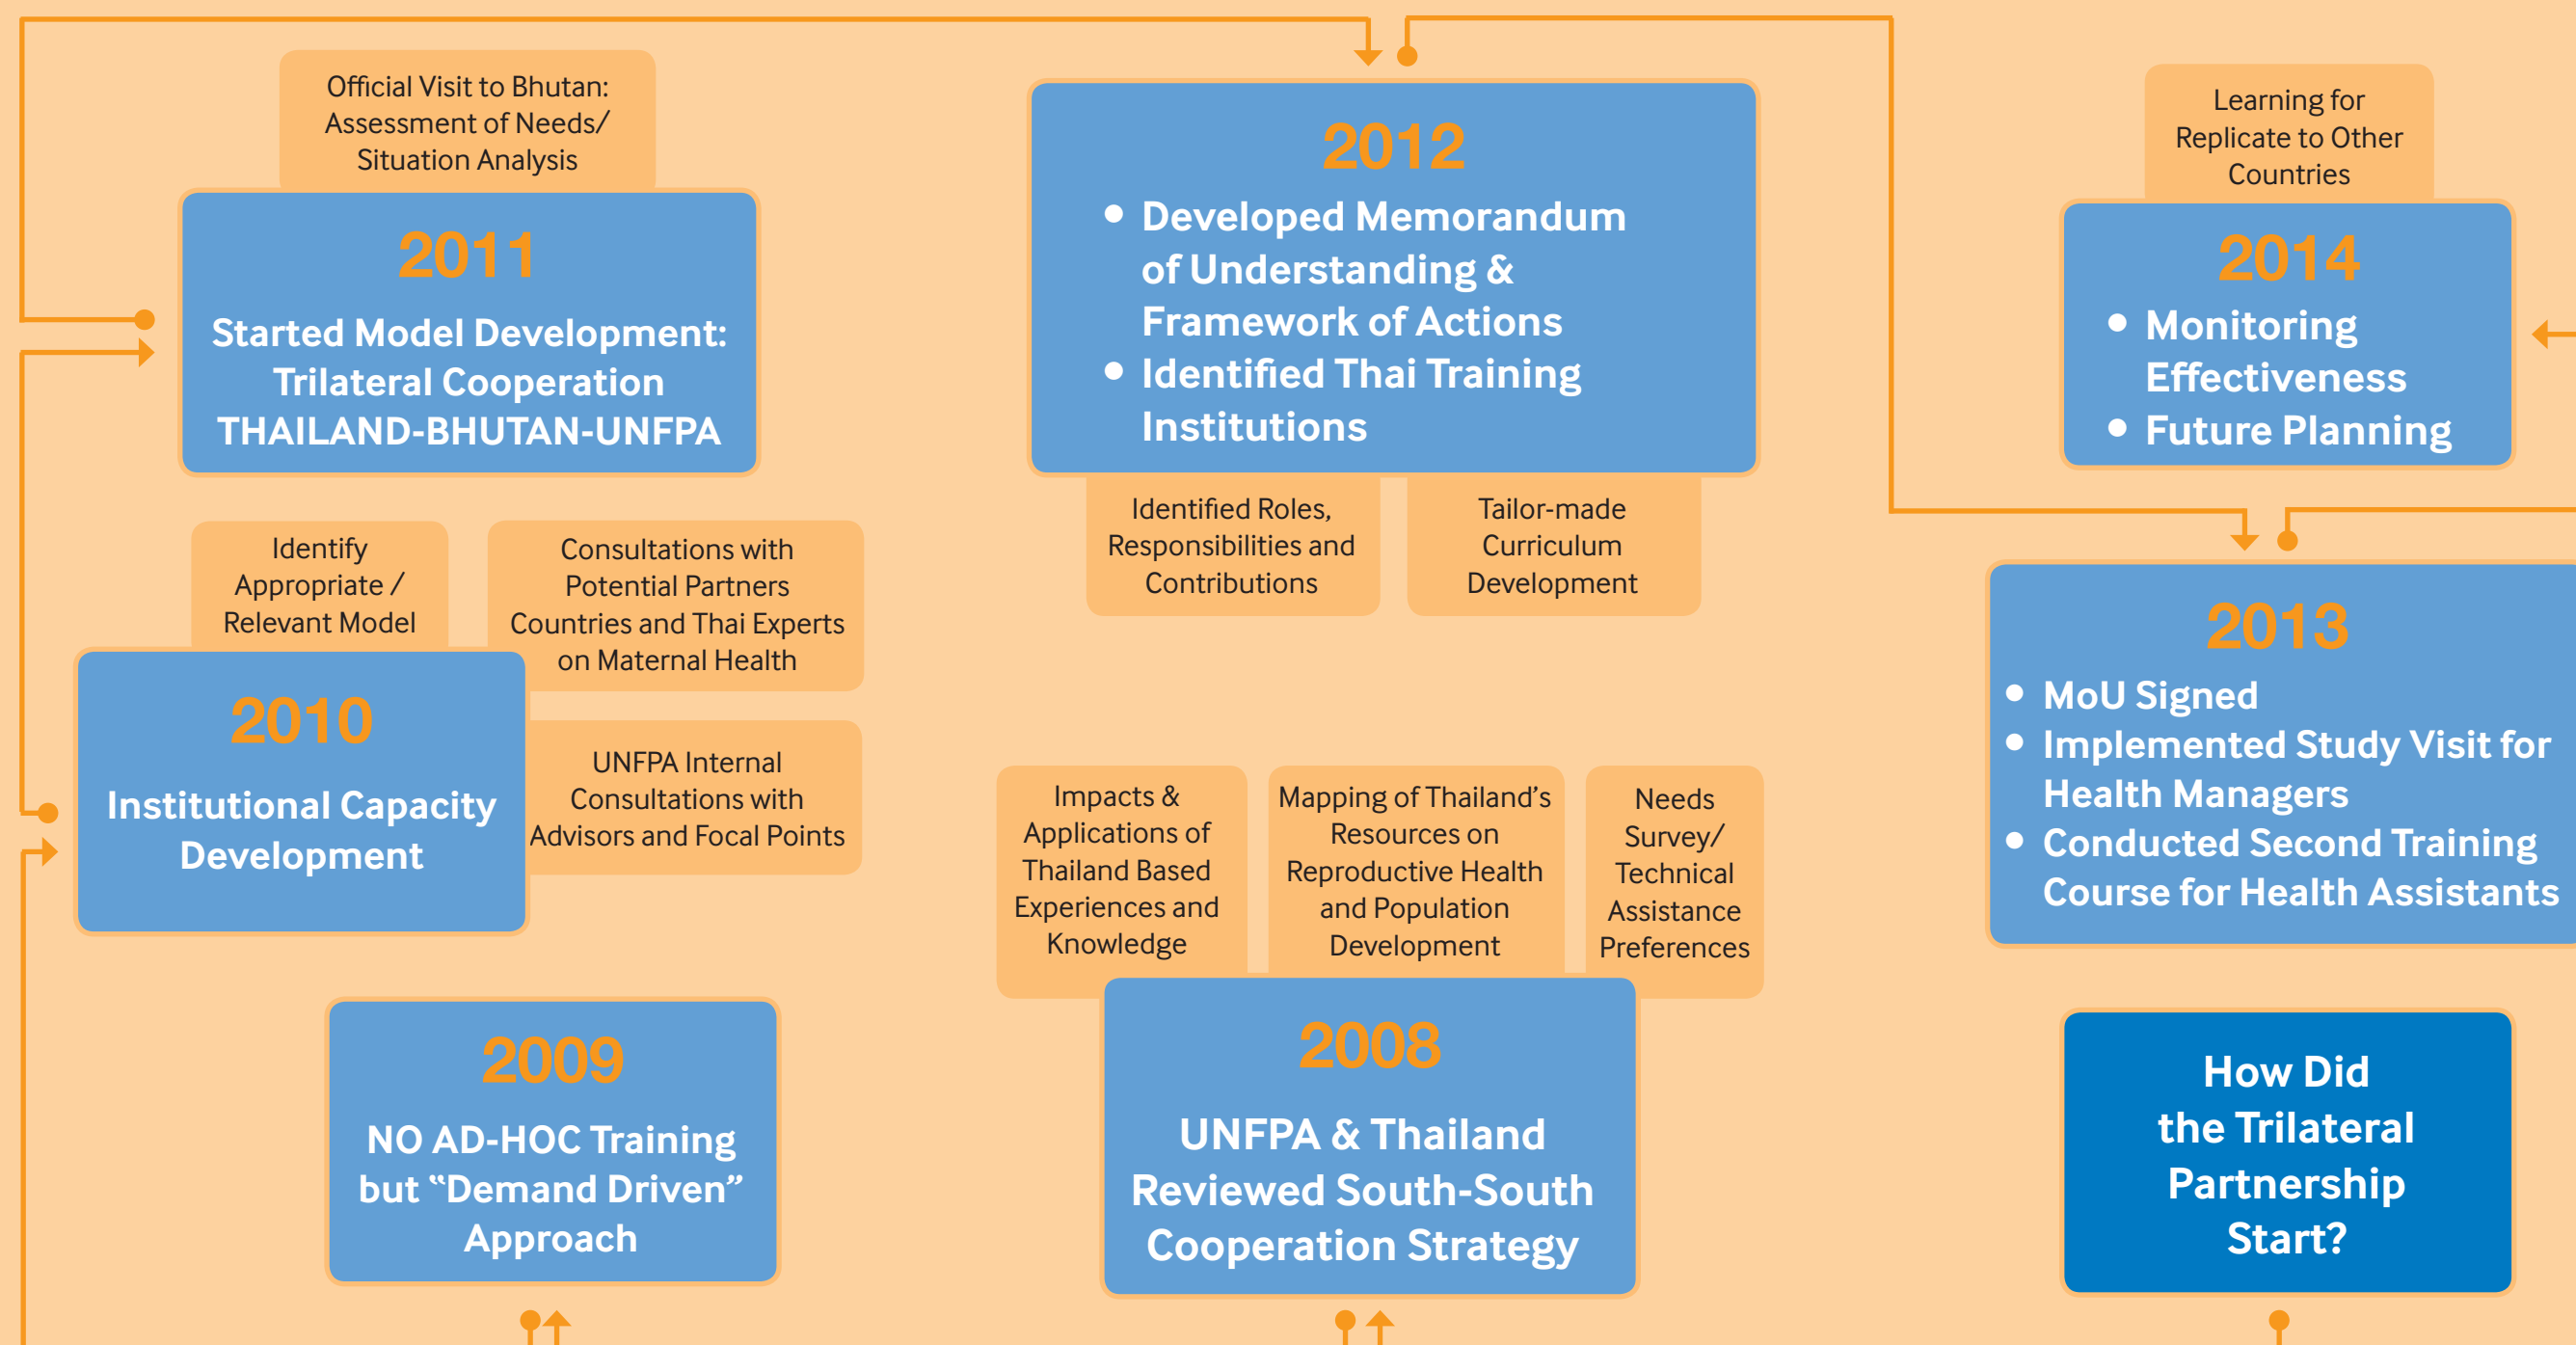 Official Visit to Bhutan:
Assessment of Needs/
Situation Analysis
2011
Started Model Development:
Trilateral Cooperation
THAILAND-BHUTAN-UNFPA
2012
• Developed Memorandum
of Understanding &
Framework of Actions
• Identified Thai Training
Institutions
Identified Roles,
Responsibilities and
Contributions
Tailor-made
Curriculum
Development
Learning for
Replicate to Other
Countries
2014
• Monitoring
Effectiveness
• Future Planning
Identify
Appropriate /
Relevant Model
Consultations with
Potential Partners
Countries and Thai Experts
on Maternal Health
2010
Institutional Capacity
Development
UNFPA Internal
Consultations with
Advisors and Focal Points
2013
• MoU Signed
• Implemented Study Visit for
Health Managers
• Conducted Second Training
Course for Health Assistants
Impacts &
Applications of
Thailand Based
Experiences and
Knowledge
Mapping of Thailand’s
Resources on
Reproductive Health
and Population
Development
Needs
Survey/
Technical
Assistance
Preferences
2009
NO AD-HOC Training
but “Demand Driven”
Approach
2008
UNFPA & Thailand
Reviewed South-South
Cooperation Strategy
How Did
the Trilateral
Partnership
Start?